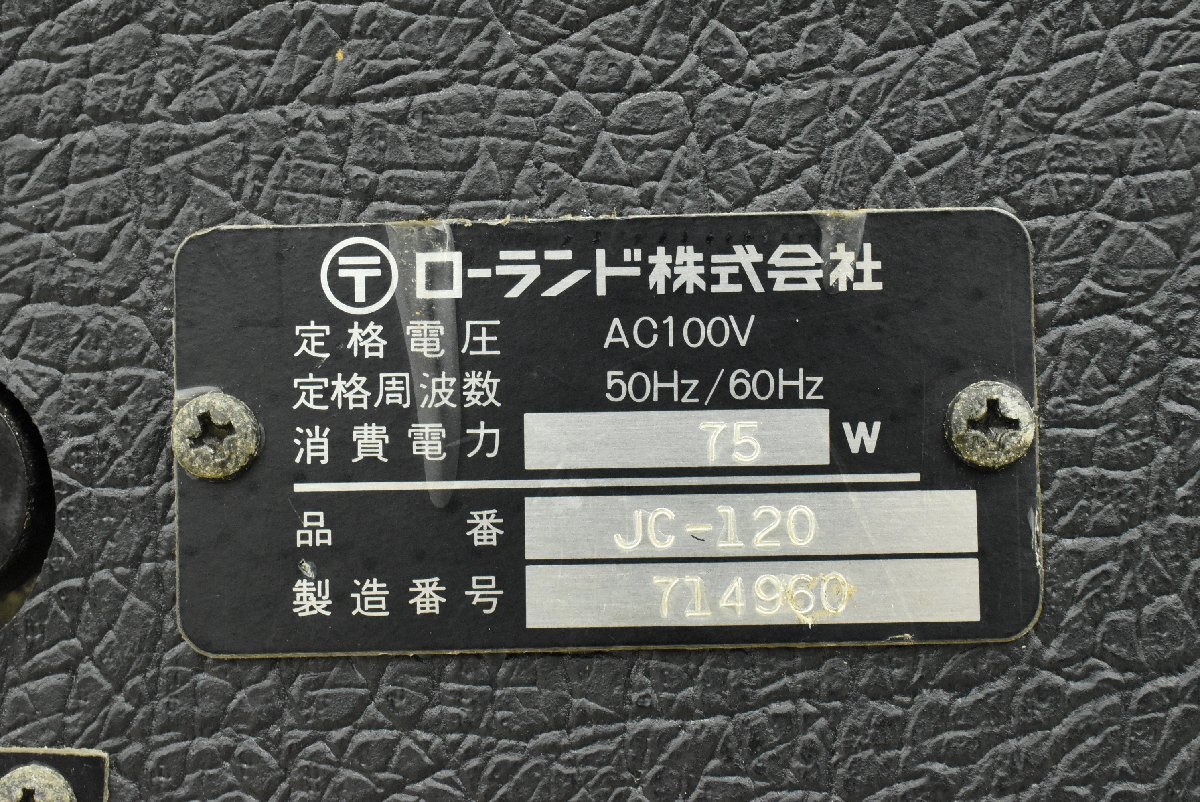 〒 ローランド株式会社
定格電圧 AC100V
定格周波数 50Hz/60Hz
消費電力 75 W
品番 JC-120
製造番号 714960